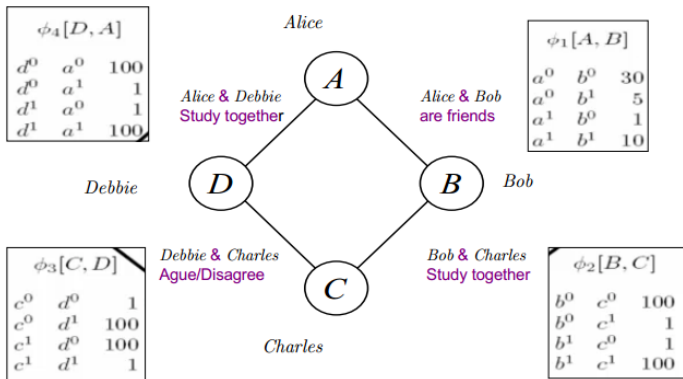 Alice
ϕ₄[D, A]
d⁰ a⁰ 100
d⁰ a¹ 1
d¹ a⁰ 1
d¹ a¹ 100
ϕ₁[A, B]
a⁰ b⁰ 30
a⁰ b¹ 5
a¹ b⁰ 1
a¹ b¹ 10
A
Alice & Debbie
Study together
Alice & Bob
are friends
Debbie
D
B
Bob
ϕ₃[C, D]
c⁰ d⁰ 1
c⁰ d¹ 100
c¹ d⁰ 100
c¹ d¹ 1
Debbie & Charles
Ague/Disagree
Bob & Charles
Study together
ϕ₂[B, C]
b⁰ c⁰ 100
b⁰ c¹ 1
b¹ c⁰ 1
b¹ c¹ 100
C
Charles